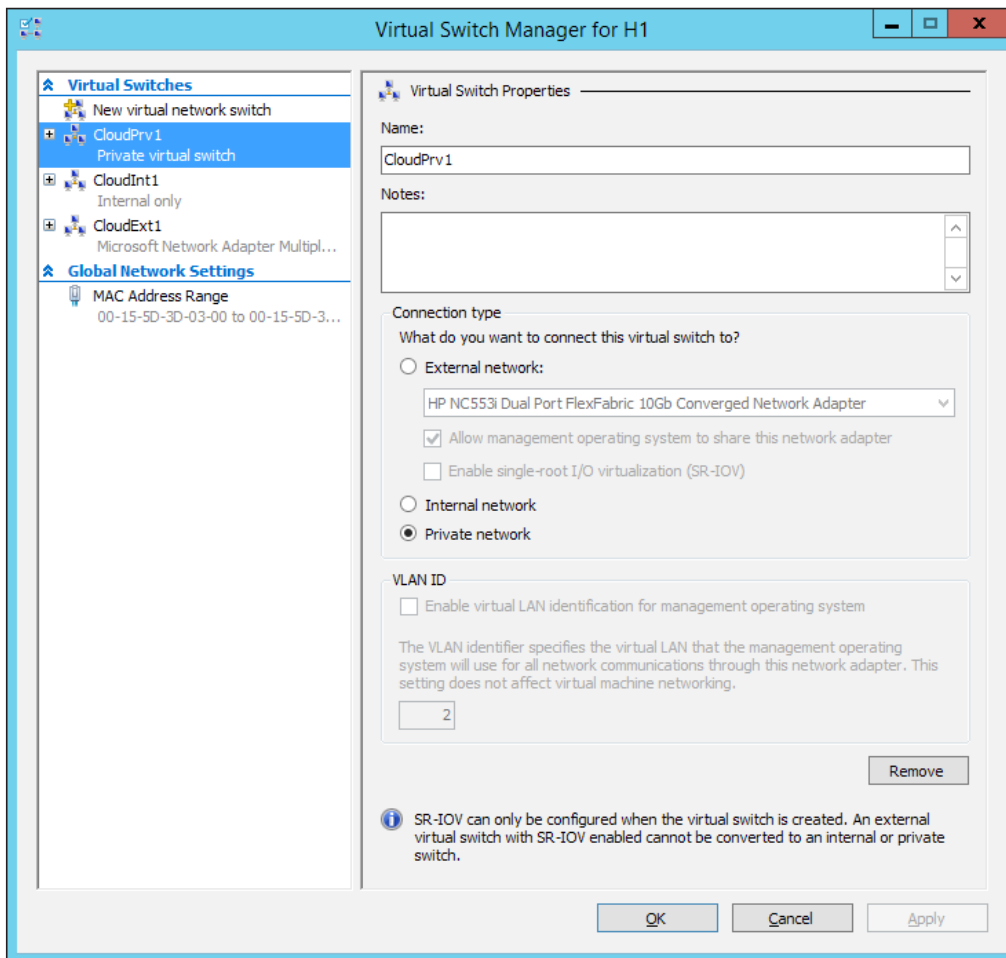 Virtual Switch Manager for H1
Virtual Switches
New virtual network switch
CloudPrv1
Private virtual switch
CloudInt1
Internal only
CloudExt1
Microsoft Network Adapter Multipl...
Global Network Settings
MAC Address Range
00-15-5D-3D-03-00 to 00-15-5D-3...
Virtual Switch Properties
Name:
CloudPrv1
Notes:
Connection type
What do you want to connect this virtual switch to?
External network:
HP NC553i Dual Port FlexFabric 10Gb Converged Network Adapter
Allow management operating system to share this network adapter
Enable single-root I/O virtualization (SR-IOV)
Internal network
Private network
VLAN ID
Enable virtual LAN identification for management operating system
The VLAN identifier specifies the virtual LAN that the management operating
system will use for all network communications through this network adapter. This
setting does not affect virtual machine networking.
2
Remove
SR-IOV can only be configured when the virtual switch is created. An external
virtual switch with SR-IOV enabled cannot be converted to an internal or private
switch.
OK
Cancel
Apply